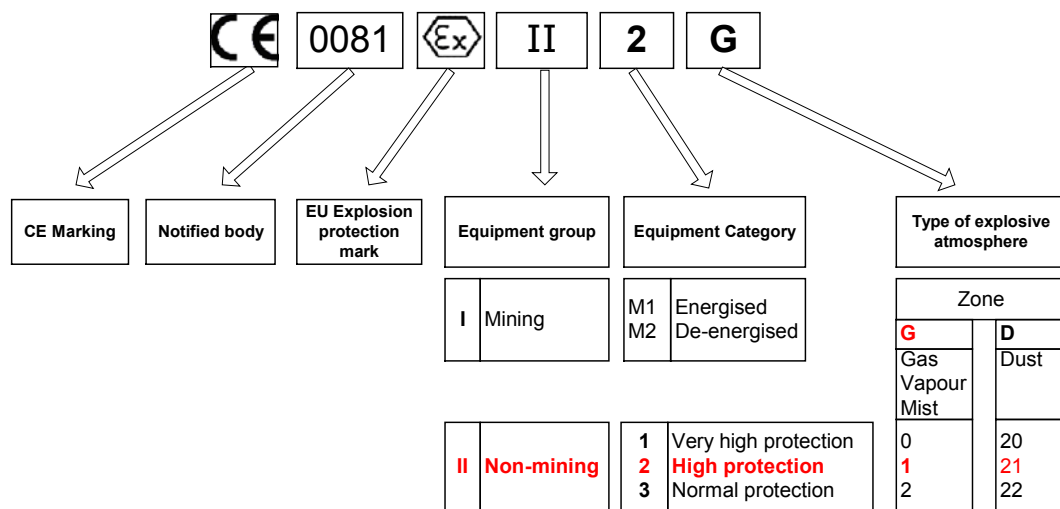 CE 0081 Ex II 2 G
CE Marking
Notified body
EU Explosion
protection
mark
Equipment group
Equipment Category
Type of explosive
atmosphere
I Mining
M1 Energised
M2 De-energised
Zone
G D
Gas Dust
Vapour
Mist
II Non-mining
1 Very high protection
2 High protection
3 Normal protection
0 20
1 21
2 22